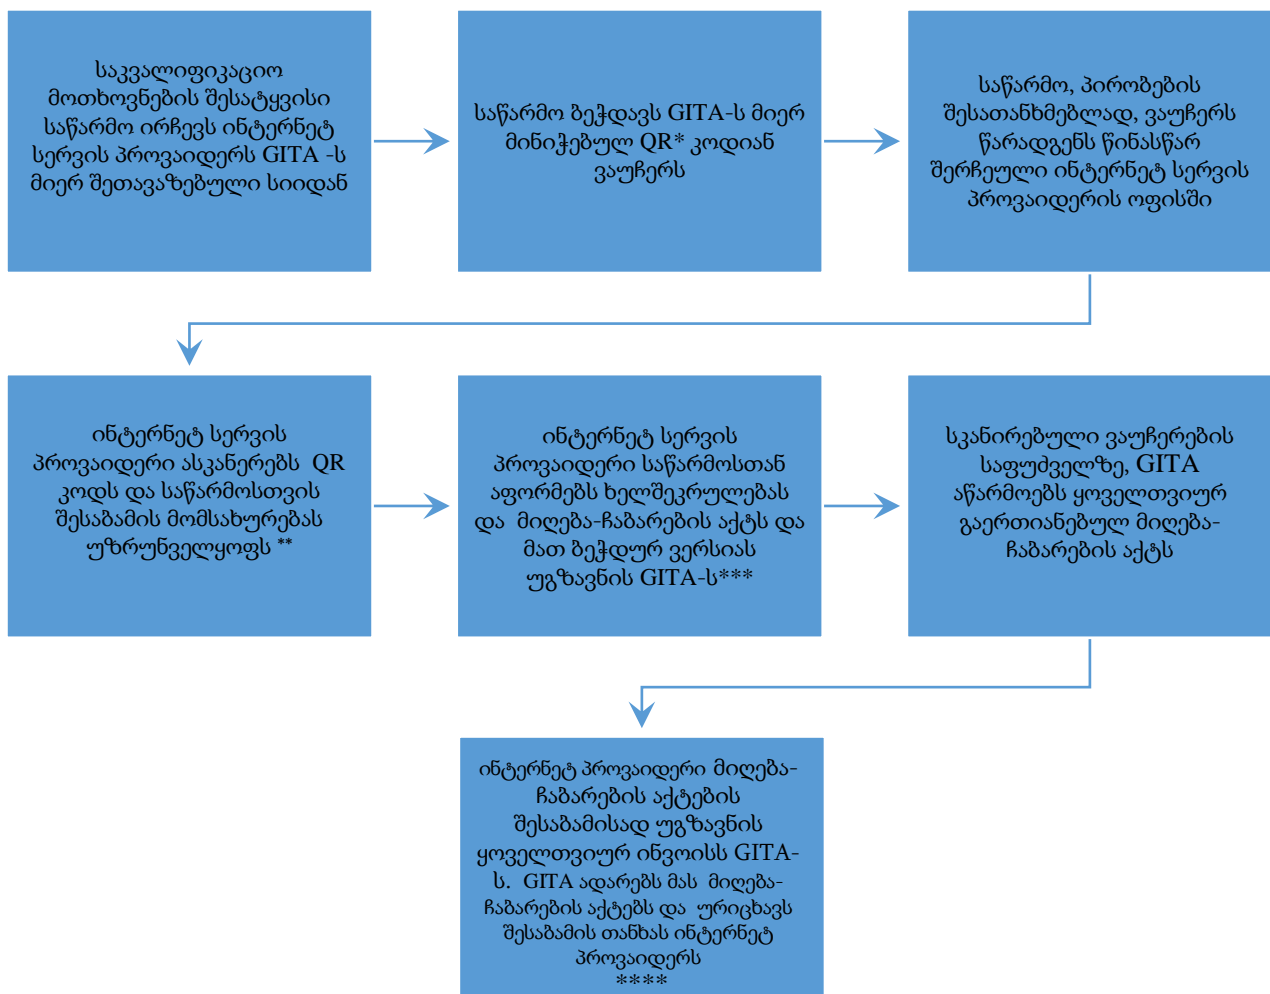 საკვალიფიკაციო
მოთხოვნების შესატყვისი
საწარმო ირჩევს ინტერნეტ
სერვის პროვაიდერს GITA -ს
მიერ შეთავაზებული სიიდან
საწარმო ბეჭდავს GITA-ს მიერ
მინიჭებულ QR* კოდიან
ვაუჩერს
საწარმო, პირობების
შესათანხმებლად, ვაუჩერს
წარადგენს წინასწარ
შერჩეული ინტერნეტ სერვის
პროვაიდერის ოფისში
ინტერნეტ სერვის
პროვაიდერი ასკანერებს QR
კოდს და საწარმოსთვის
შესაბამის მომსახურებას
უზრუნველყოფს **
ინტერნეტ სერვის
პროვაიდერი საწარმოსთან
აფორმებს ხელშეკრულებას
და მიღება-ჩაბარების აქტს და
მათ ბეჭდურ ვერსიას
უგზავნის GITA-ს***
სკანირებული ვაუჩერების
საფუძველზე, GITA
აწარმოებს ყოველთვიურ
გაერთიანებულ მიღება-
ჩაბარების აქტს
ინტერნეტ პროვაიდერი მიღება-
ჩაბარების აქტების
შესაბამისად უგზავნის
ყოველთვიურ ინვოისს GITA-
ს. GITA ადარებს მას მიღება-
ჩაბარების აქტებს და ურიცხავს
შესაბამის თანხას ინტერნეტ
პროვაიდერს
****